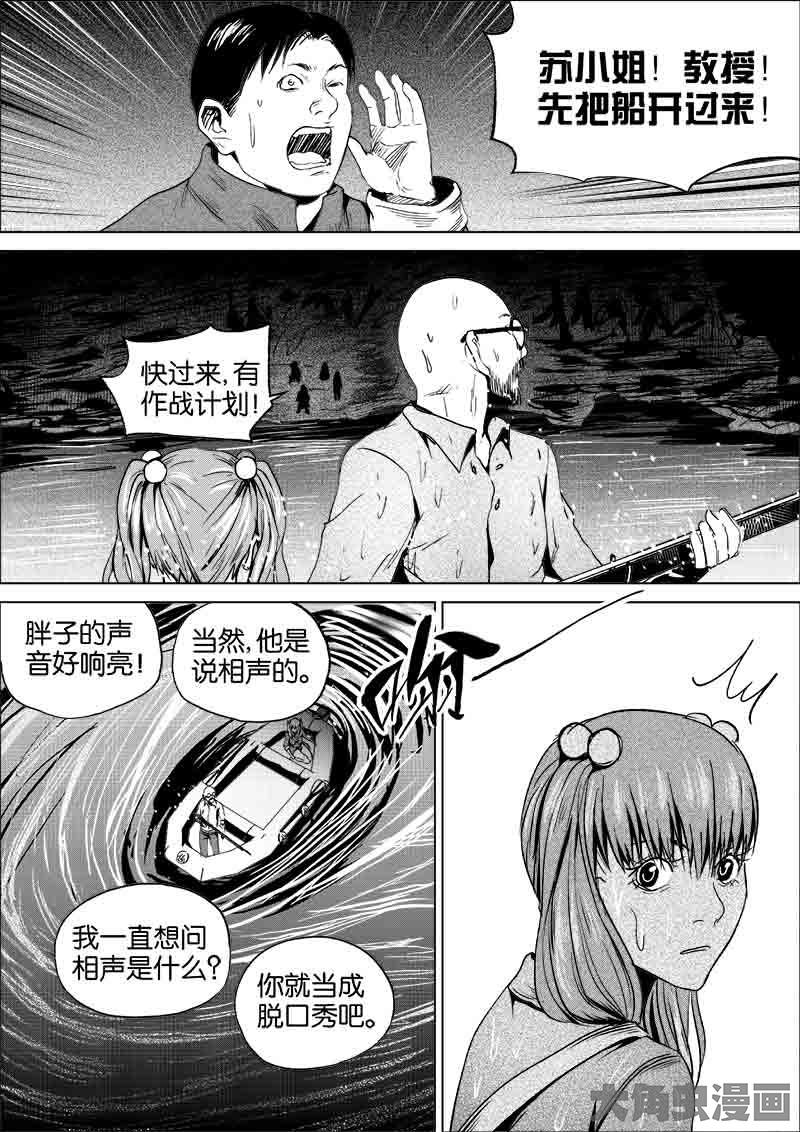 苏小姐！教授！
先把船开过来！
快过来，有
作战计划！
胖子的声
音好响亮！
当然，他是
说相声的。
我一直想问
相声是什么？
你就当成
脱口秀吧。
大角虫漫画